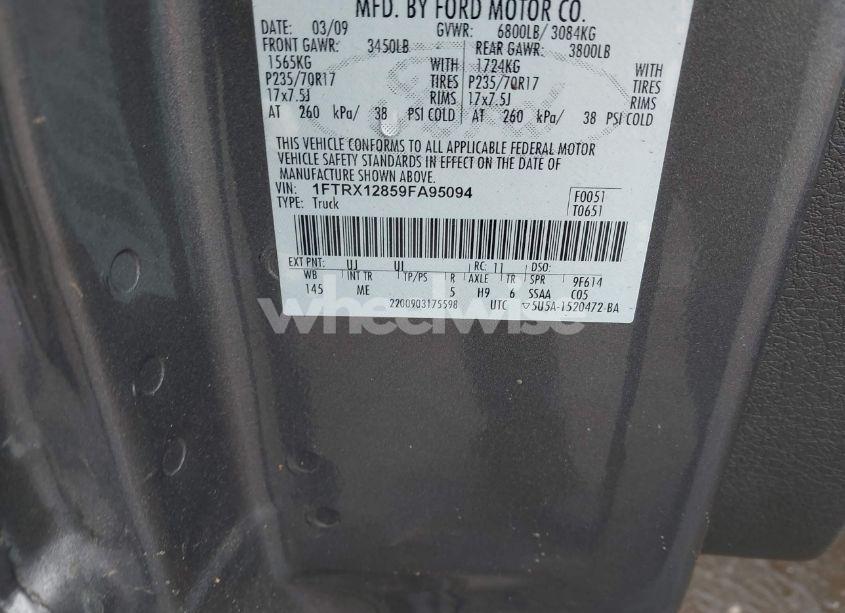 MFD. BY FORD MOTOR CO.
DATE: 03/09 GVWR: 6800LB/ 3084KG
FRONT GAWR: 3450LB REAR GAWR: 3800LB
1565KG WITH 1724KG WITH
P235/70R17 TIRES P235/70R17 TIRES
17x7.5J RIMS 17x7.5J RIMS
AT 260 kPa/ 38 PSI COLD AT 260 kPa/ 38 PSI COLD
THIS VEHICLE CONFORMS TO ALL APPLICABLE FEDERAL MOTOR
VEHICLE SAFETY STANDARDS IN EFFECT ON THE DATE OF
MANUFACTURE SHOWN ABOVE.
VIN: 1FTRX12859FA95094 F0051
TYPE: Truck T0651
EXT PNT: UJ UJ RC: 11 DSO:
WB INT TR TP/PS R AXLE TR SPR 9F614
145 ME 5 H9 6 SSAA C05
2200903175598 UTC ▽5U5A-1520472-BA
wheelwise